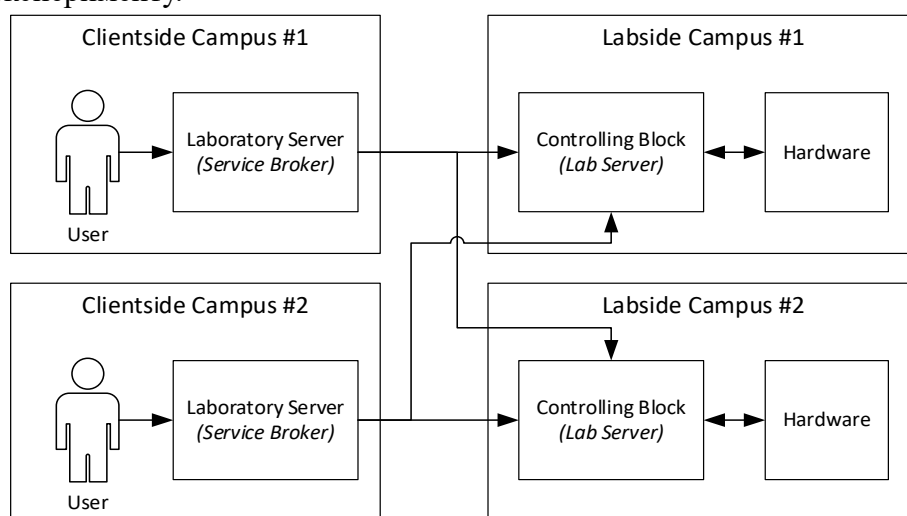 Clientside Campus #1
Labside Campus #1
Laboratory Server
(Service Broker)
Controlling Block
(Lab Server)
Hardware
User
Clientside Campus #2
Labside Campus #2
Laboratory Server
(Service Broker)
Controlling Block
(Lab Server)
Hardware
User